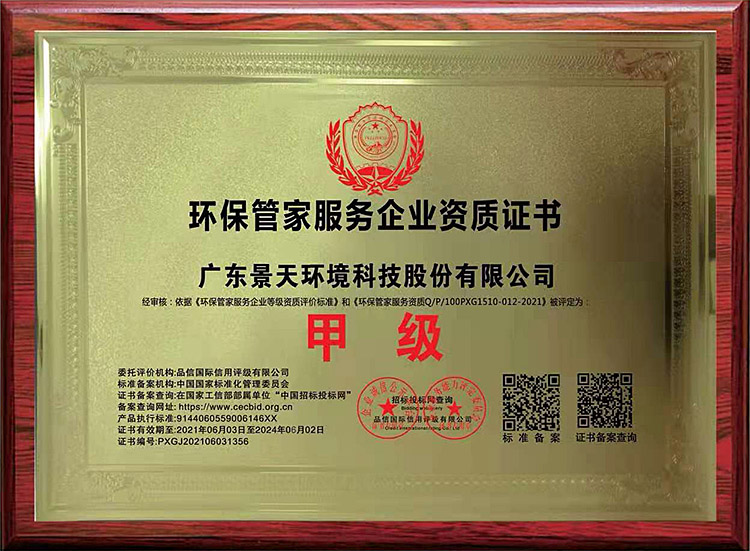 环保管家服务企业资质证书
广东景天环境科技股份有限公司
经审核：依据《环保管家服务企业等级资质评价标准》和《环保管家服务资质Q/P/100PXG1510-012-2021》被评定为：
甲 级
委托评价机构:品信国际信用评级有限公司
标准备案机构:中国国家标准化管理委员会
证书备案查询:在国家工信部部属单位“中国招标投标网”
备案查询网址: https://www.cecbid.org.cn
产品执行标准:9144060559006146XX
证书有效期至:2021年06月03日至2024年06月02日
证书编号:PXGJ202106031356
招标投标网查询
品信国际信用评级有限公司
标准备案
证书备案查询